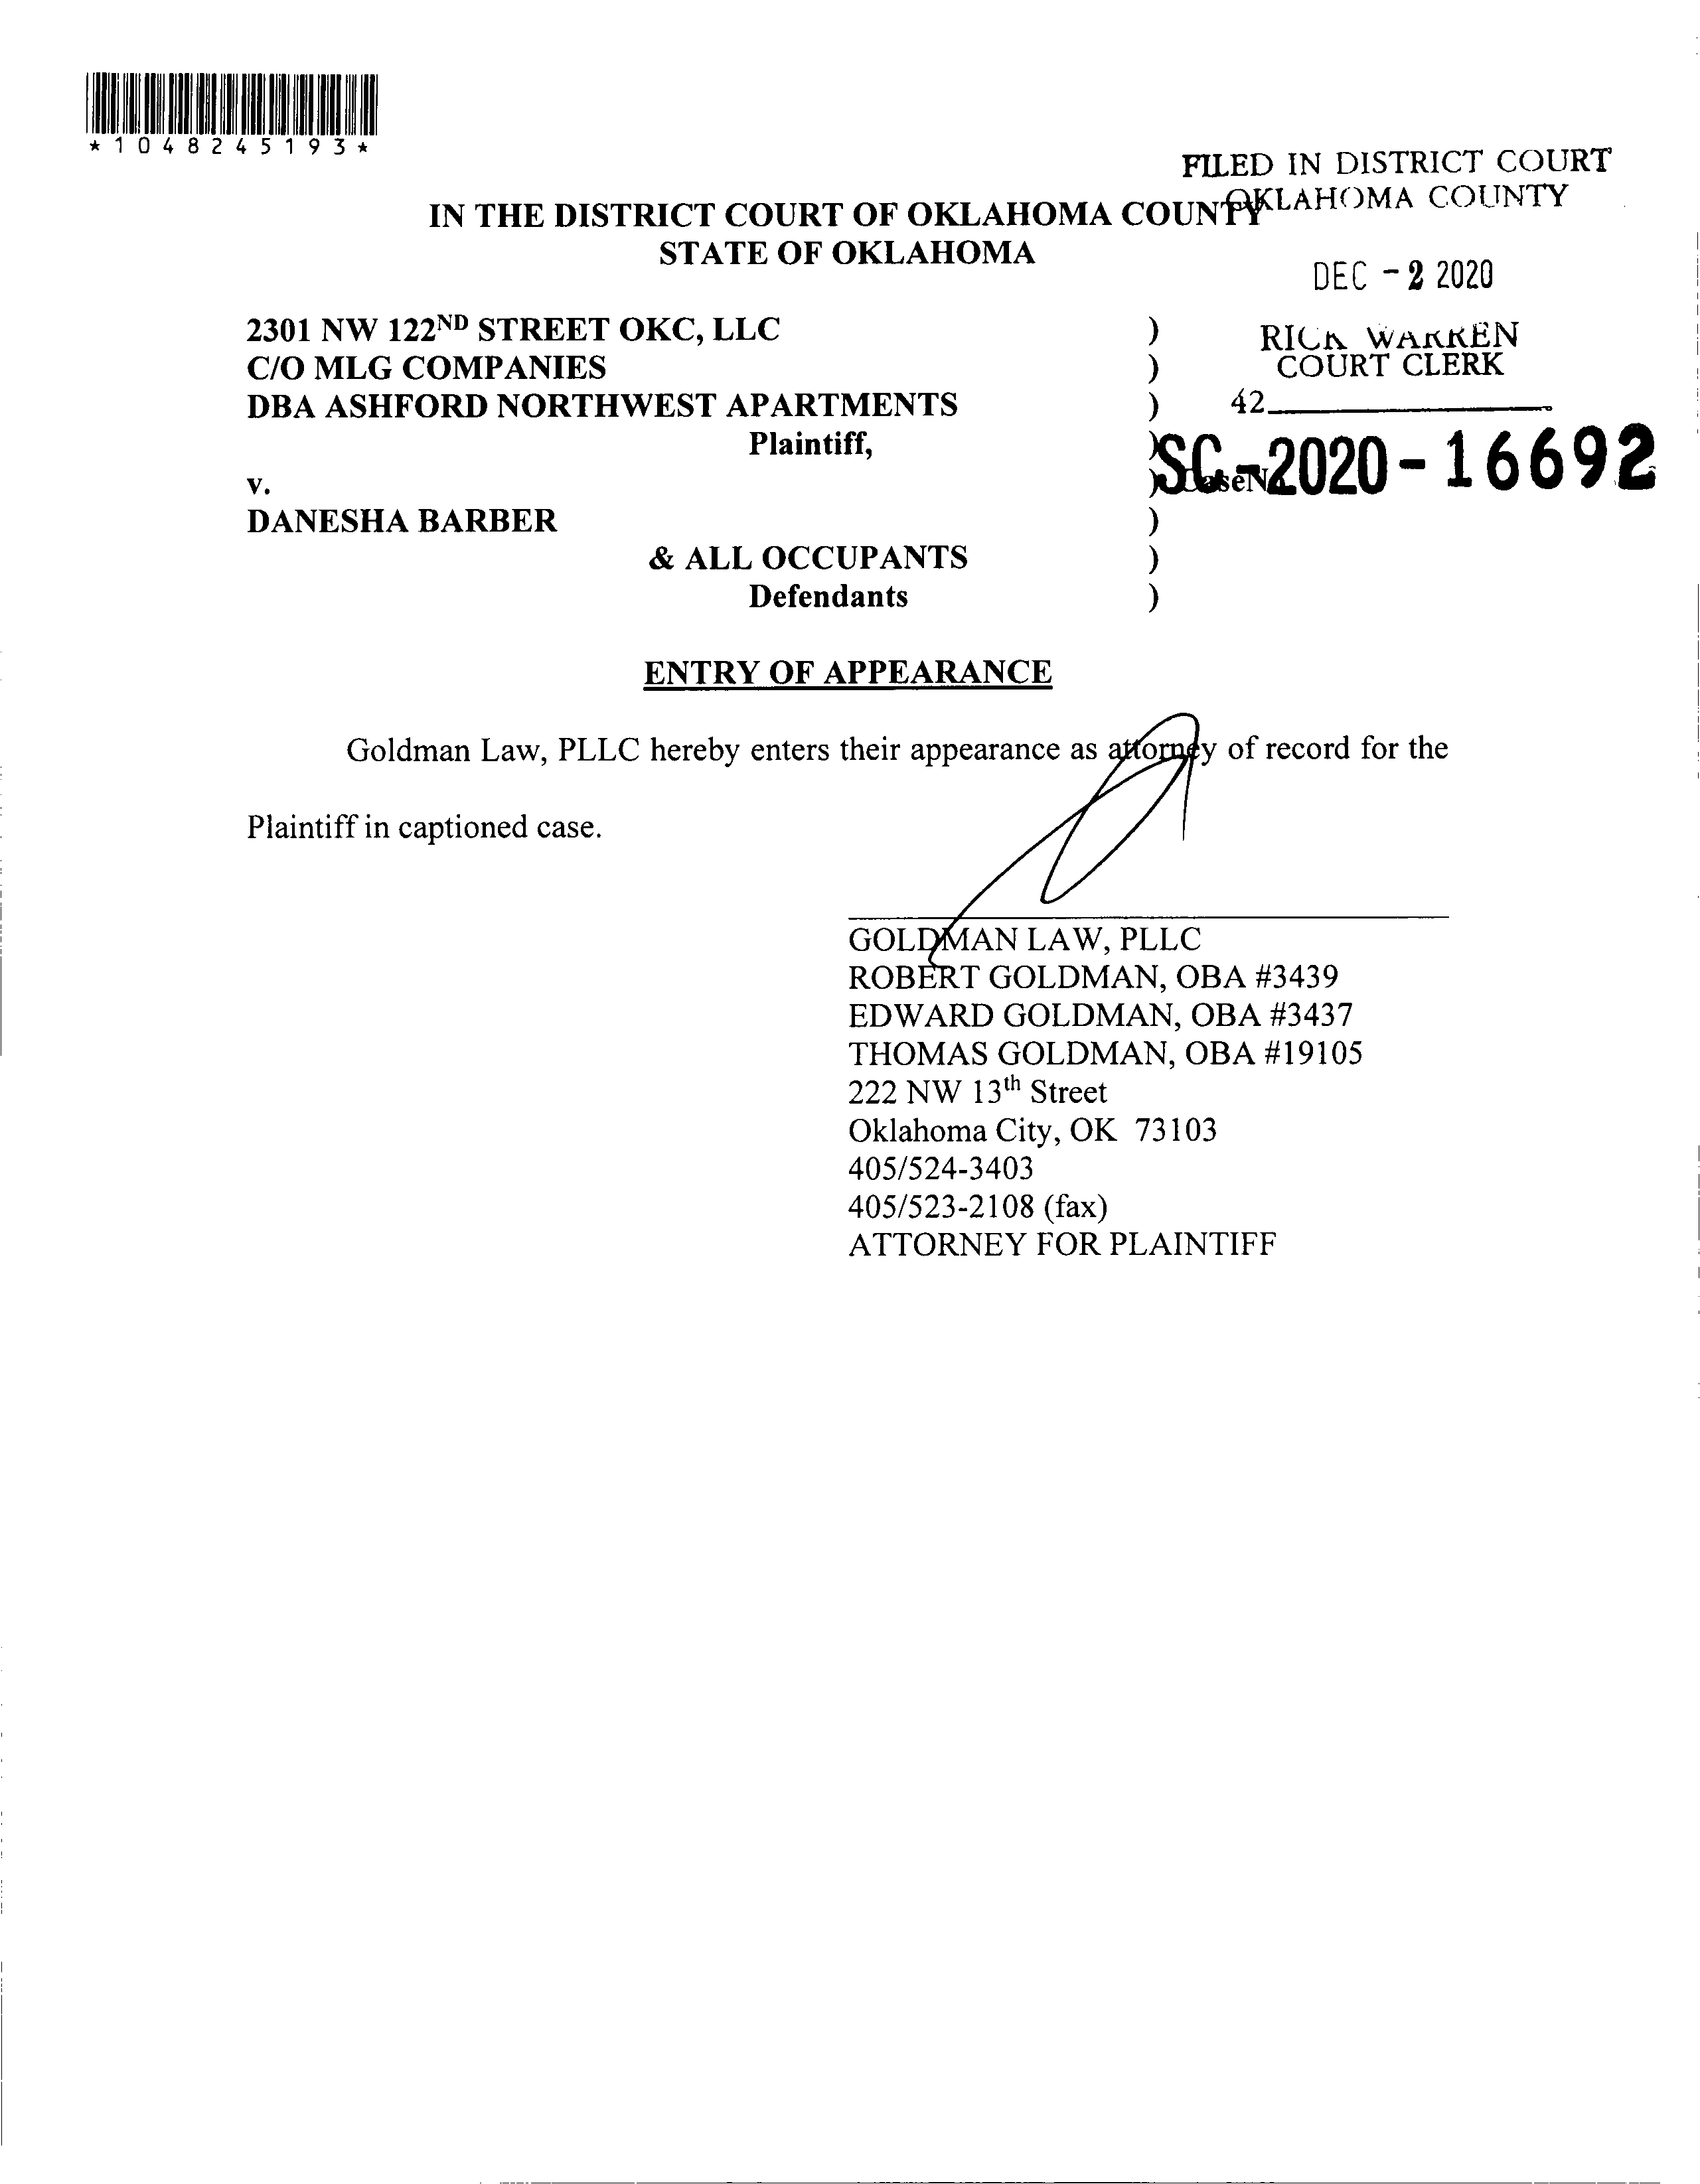 *1048245193*
FILED IN DISTRICT COURT
OKLAHOMA COUNTY
IN THE DISTRICT COURT OF OKLAHOMA COUNTY
STATE OF OKLAHOMA
DEC -2 2020
2301 NW 122ND STREET OKC, LLC )
C/O MLG COMPANIES )
DBA ASHFORD NORTHWEST APARTMENTS )
Plaintiff, )
RICK WARREN
COURT CLERK
42
SC-2020-16692
v. ) Case No.
DANESHA BARBER )
& ALL OCCUPANTS )
Defendants )
ENTRY OF APPEARANCE
Goldman Law, PLLC hereby enters their appearance as attorney of record for the
Plaintiff in captioned case.
GOLDMAN LAW, PLLC
ROBERT GOLDMAN, OBA #3439
EDWARD GOLDMAN, OBA #3437
THOMAS GOLDMAN, OBA #19105
222 NW 13th Street
Oklahoma City, OK 73103
405/524-3403
405/523-2108 (fax)
ATTORNEY FOR PLAINTIFF